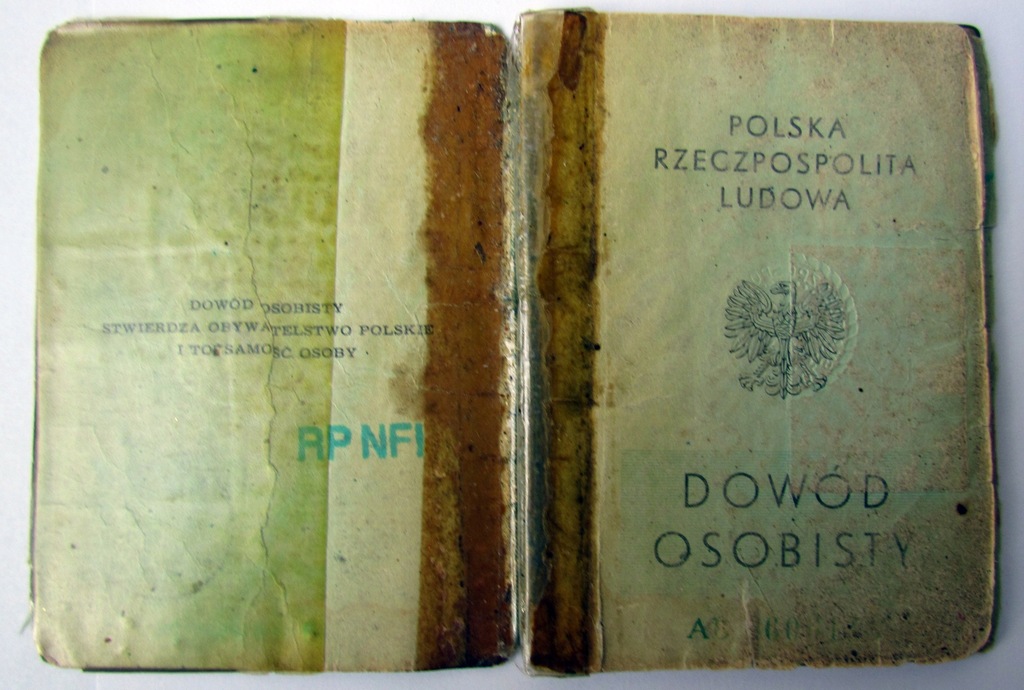 DOWÓD OSOBISTY
STWIERDZA OBYWATELSTWO POLSKIE
I TOŻSAMOŚĆ OSOBY
RP NFI
POLSKA
RZECZPOSPOLITA
LUDOWA
DOWÓD
OSOBISTY